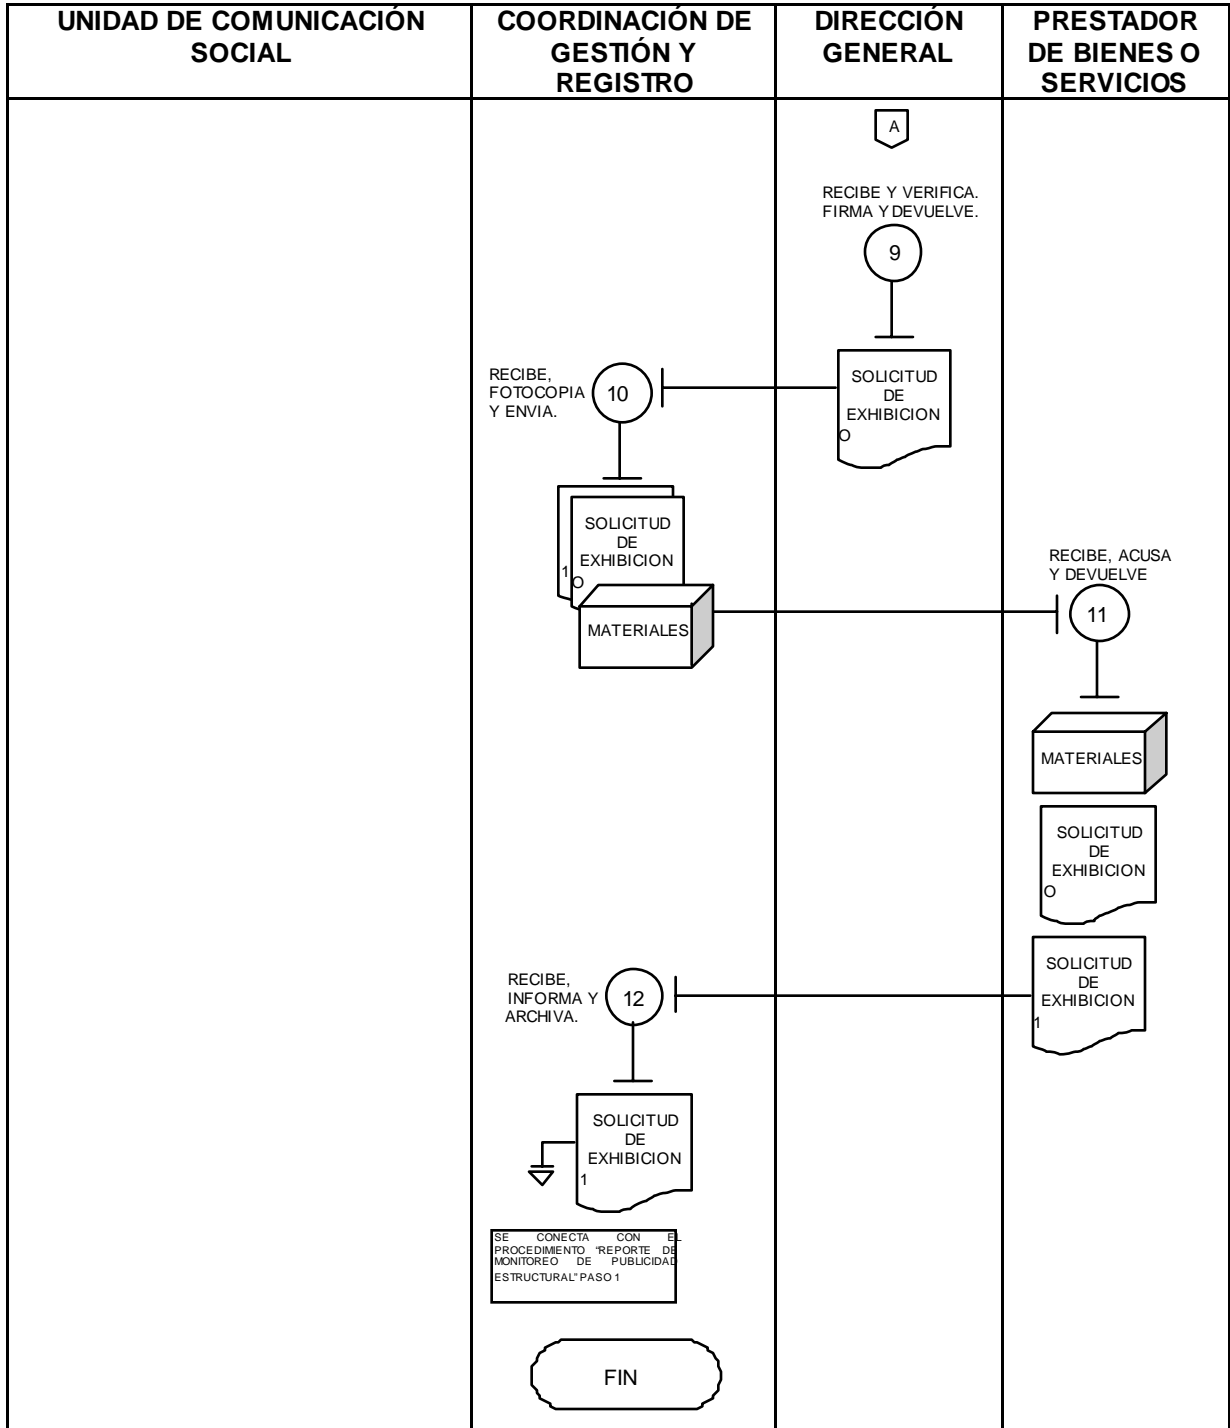 UNIDAD DE COMUNICACIÓN
SOCIAL
COORDINACIÓN DE
GESTIÓN Y
REGISTRO
DIRECCIÓN
GENERAL
PRESTADOR
DE BIENES O
SERVICIOS
A
RECIBE Y VERIFICA.
FIRMA Y DEVUELVE.
9
SOLICITUD
DE
EXHIBICION
O
RECIBE,
FOTOCOPIA
Y ENVIA.
10
SOLICITUD
DE
EXHIBICION
1
O
MATERIALES
RECIBE, ACUSA
Y DEVUELVE
11
MATERIALES
SOLICITUD
DE
EXHIBICION
O
SOLICITUD
DE
EXHIBICION
1
RECIBE,
INFORMA Y
ARCHIVA.
12
SOLICITUD
DE
EXHIBICION
1
SE CONECTA CON EL
PROCEDIMIENTO "REPORTE DE
MONITOREO DE PUBLICIDAD
ESTRUCTURAL" PASO 1
FIN